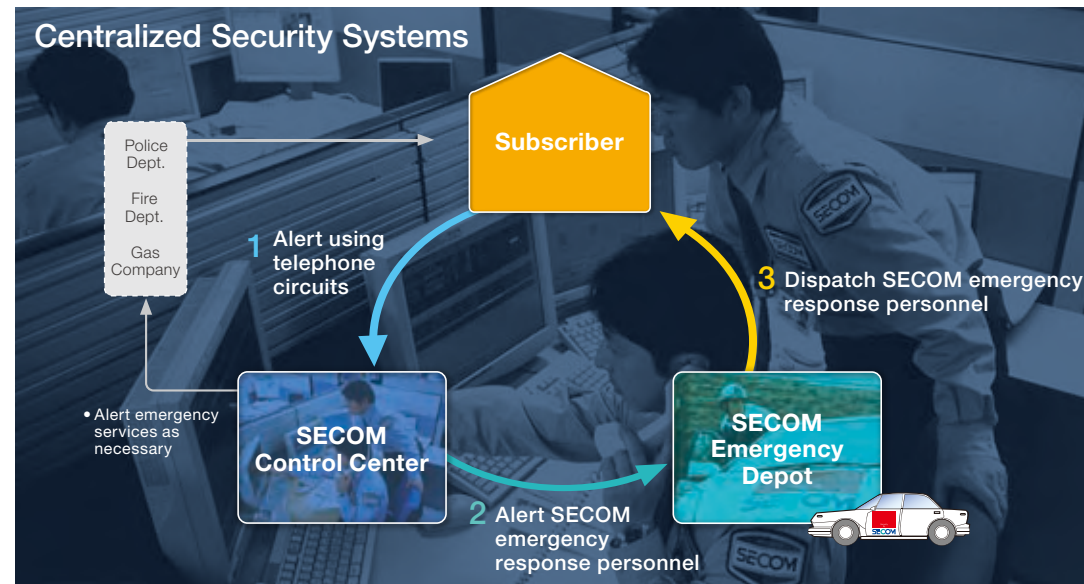 Centralized Security Systems
Police
Dept.
Fire
Dept.
Gas
Company
Subscriber
1 Alert using
telephone
circuits
3 Dispatch SECOM emergency
response personnel
• Alert emergency
services as
necessary
SECOM
Control Center
SECOM
Emergency
Depot
2 Alert SECOM
emergency
response personnel
SECOM
SECOM
SECOM